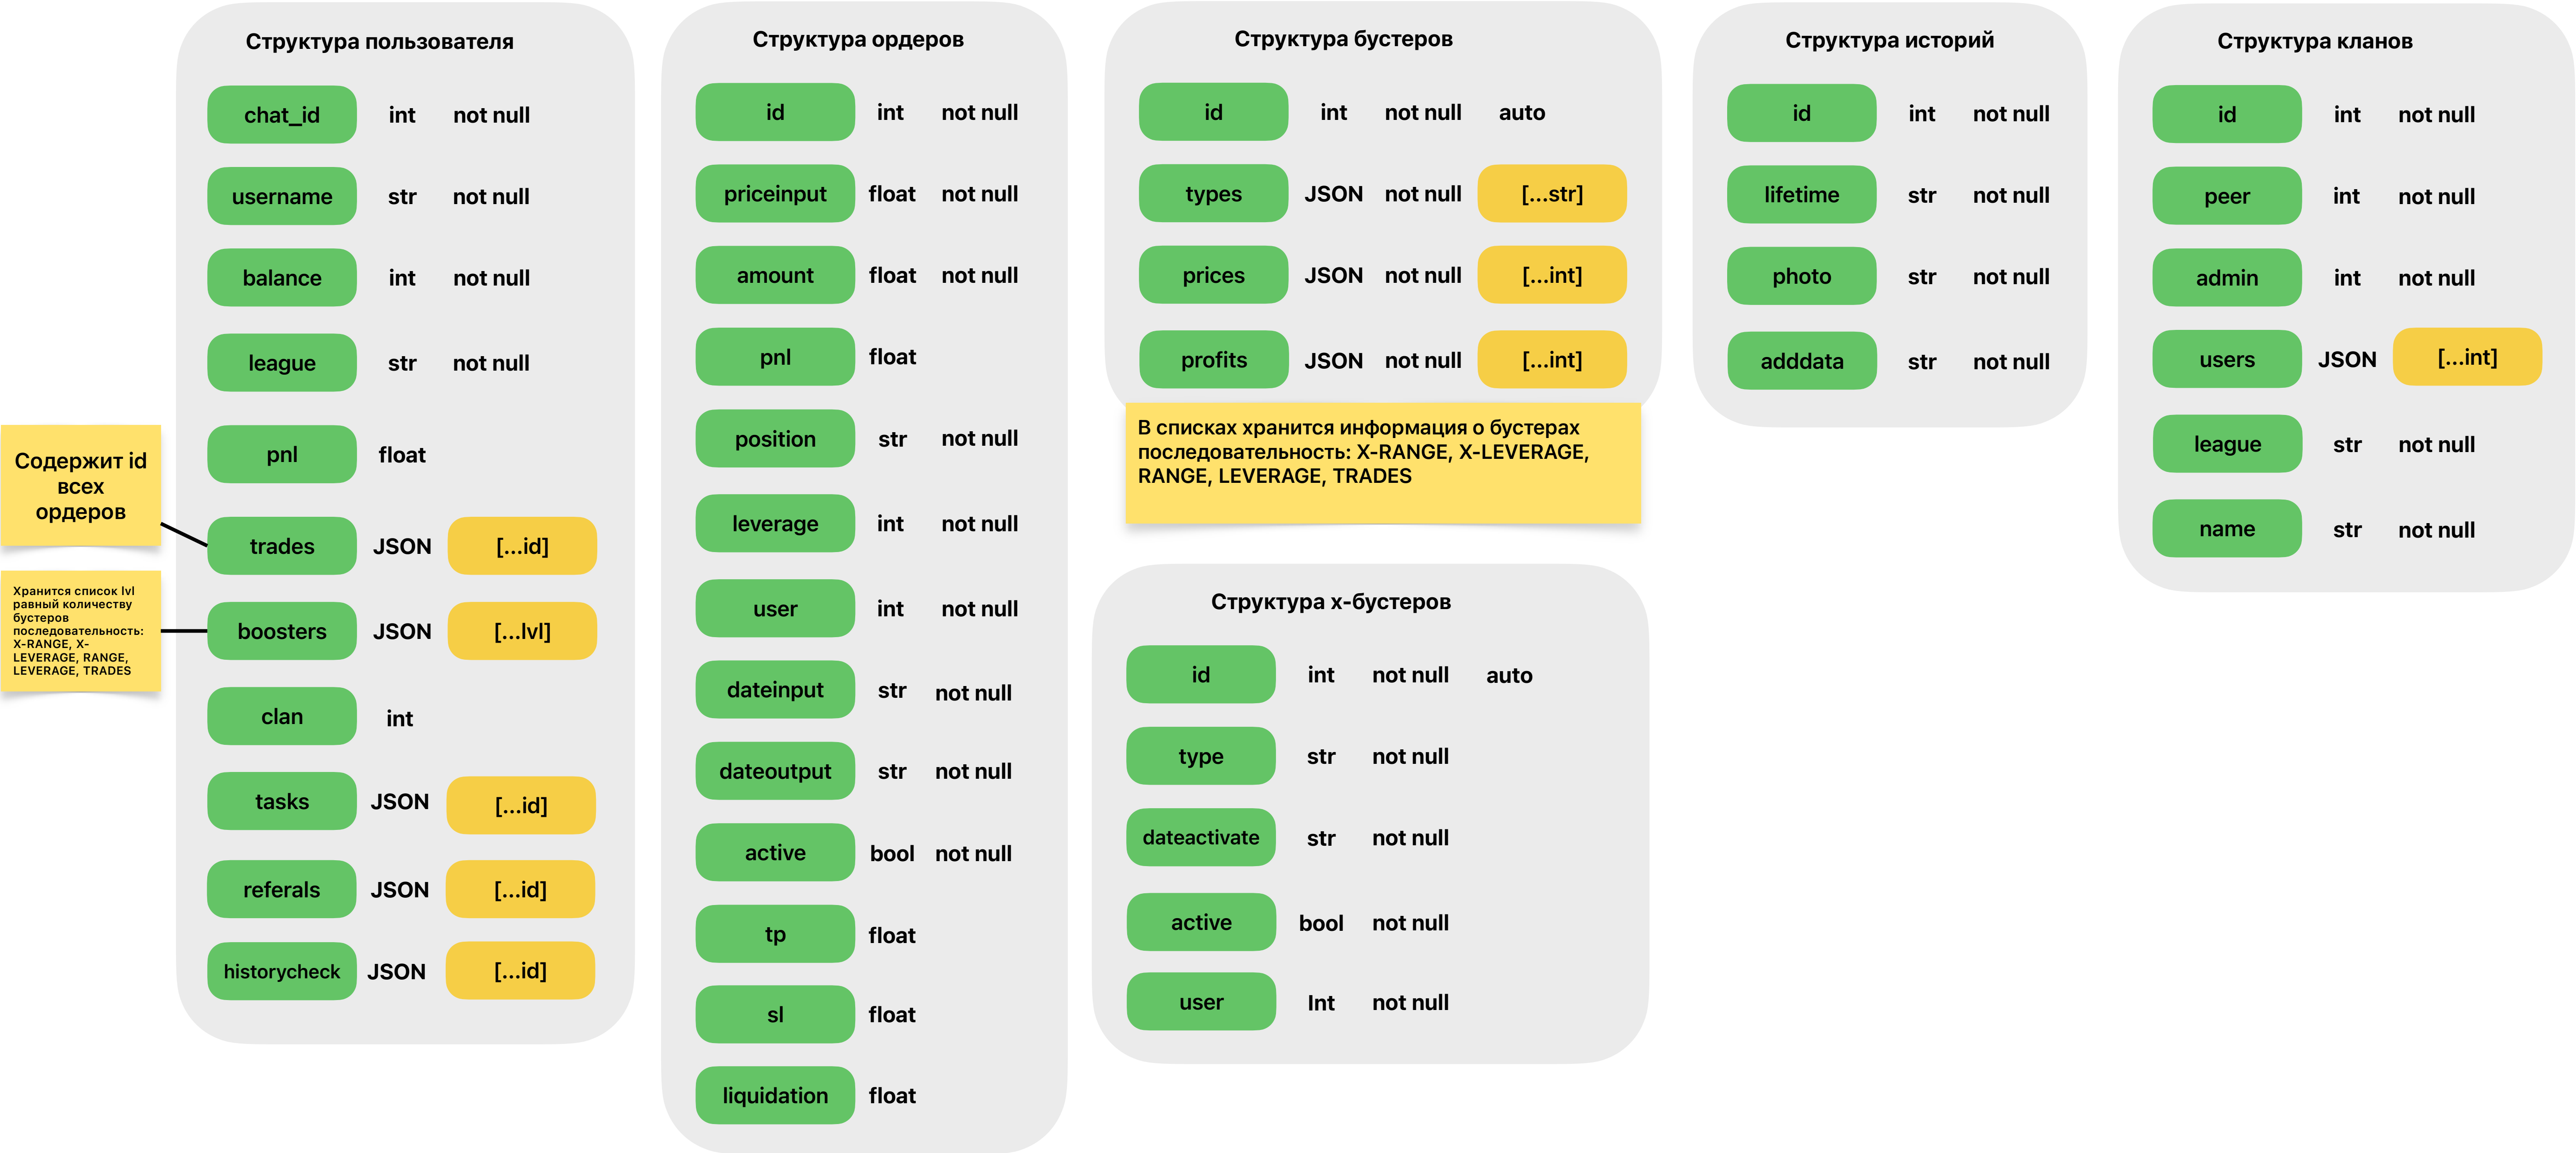 Структура пользователя
chat_id int not null
username str not null
balance int not null
league str not null
pnl float
trades JSON [...id]
boosters JSON [...lvl]
clan int
tasks JSON [...id]
referals JSON [...id]
historycheck JSON [...id]
Содержит id
всех
ордеров
Хранится список lvl
равный количеству
бустеров
последовательность:
X-RANGE, X-
LEVERAGE, RANGE,
LEVERAGE, TRADES
Структура ордеров
id int not null
priceinput float not null
amount float not null
pnl float
position str not null
leverage int not null
user int not null
dateinput str not null
dateoutput str not null
active bool not null
tp float
sl float
liquidation float
Структура бустеров
id int not null auto
types JSON not null [...str]
prices JSON not null [...int]
profits JSON not null [...int]
В списках хранится информация о бустерах
последовательность: X-RANGE, X-LEVERAGE,
RANGE, LEVERAGE, TRADES
Структура х-бустеров
id int not null auto
type str not null
dateactivate str not null
active bool not null
user Int not null
Структура историй
id int not null
lifetime str not null
photo str not null
adddata str not null
Структура кланов
id int not null
peer int not null
admin int not null
users JSON [...int]
league str not null
name str not null